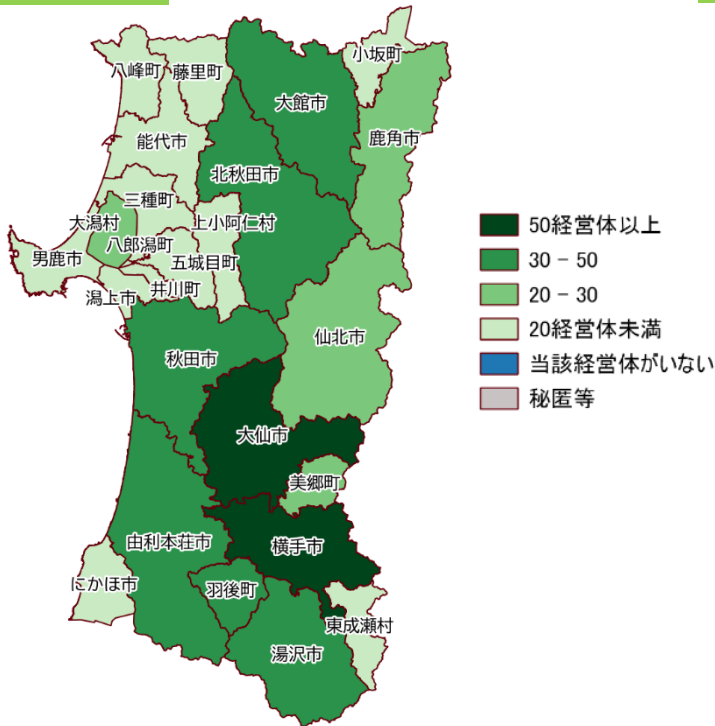 小坂町
八峰町
藤里町
大館市
鹿角市
能代市
北秋田市
三種町
大潟村
上小阿仁村
八郎潟町
男鹿市
五城目町
井川町
潟上市
仙北市
秋田市
大仙市
美郷町
由利本荘市
横手市
にかほ市
羽後町
東成瀬村
湯沢市
50経営体以上
30 - 50
20 - 30
20経営体未満
当該経営体がいない
秘匿等